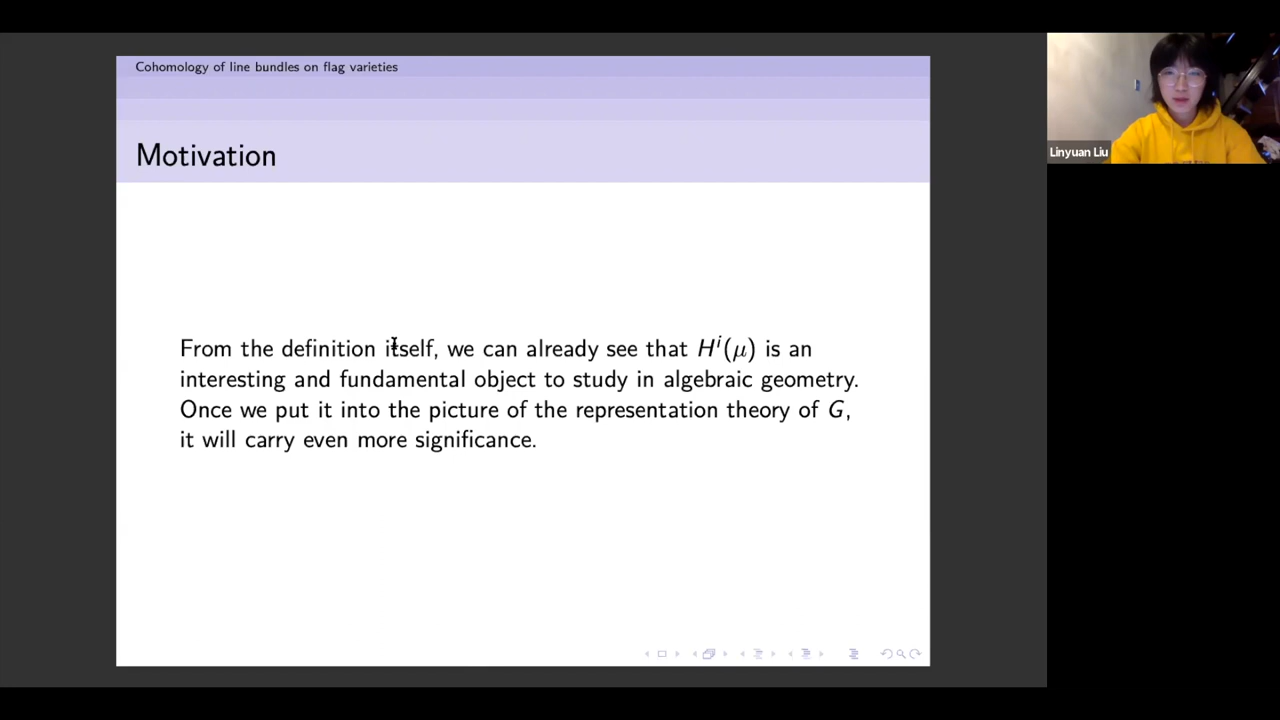 Cohomology of line bundles on flag varieties
Motivation
From the definition itself, we can already see that Hⁱ(μ) is an
interesting and fundamental object to study in algebraic geometry.
Once we put it into the picture of the representation theory of G,
it will carry even more significance.
Linyuan Liu